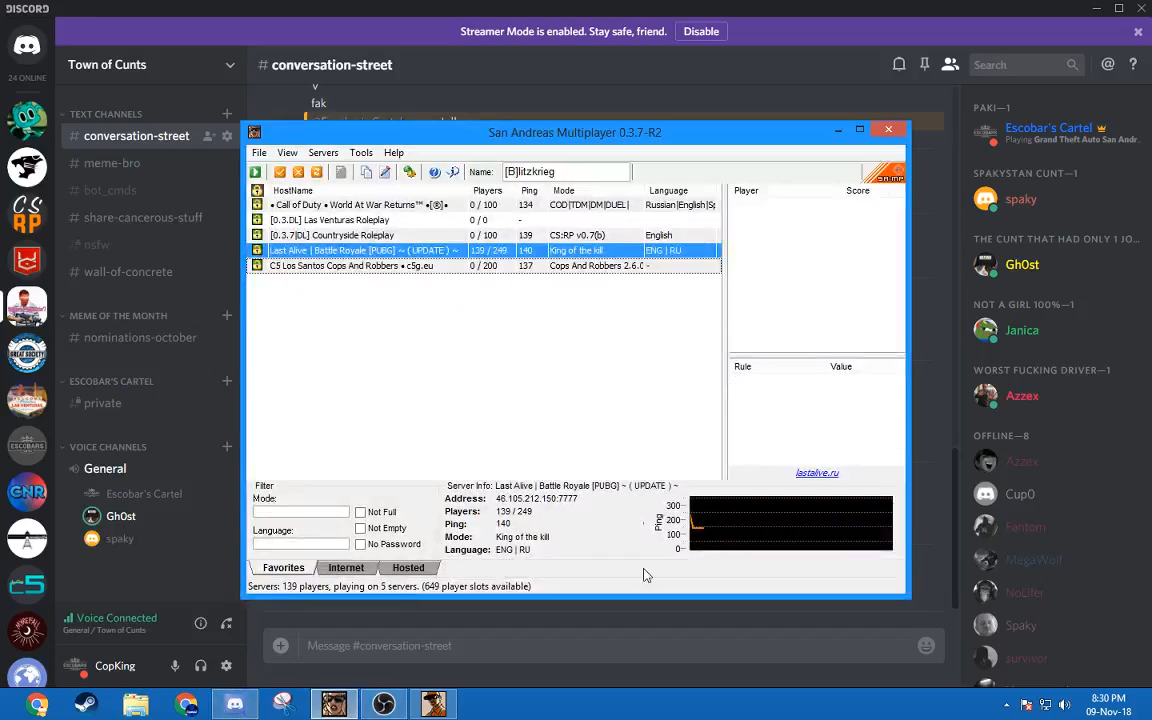 DISCORD
Streamer Mode is enabled. Stay safe, friend.
Disable
24 ONLINE
Town of Cunts
TEXT CHANNELS
# conversation-street
# meme-bro
# bot_cmds
# share-cancerous-stuff
# nsfw
# wall-of-concrete
MEME OF THE MONTH
# nominations-october
ESCOBAR'S CARTEL
# private
VOICE CHANNELS
General
Escobar's Cartel
Gh0st
spaky
Voice Connected
General / Town of Cunts
CopKing
# conversation-street
Search
v
fak
San Andreas Multiplayer 0.3.7-R2
File View Servers Tools Help
Name: [B]litzkrieg
HostName Players Ping Mode Language
• Call of Duty • World At War Returns™ •[®]• 0 / 100 134 COD|TDM|DM|DUEL| Russian|English|Sp
[0.3.DL] Las Venturas Roleplay 0 / 0 -
[0.3.7|DL] Countryside Roleplay 0 / 100 139 CS:RP v0.7(b) English
Last Alive | Battle Royale [PUBG] ~ ( UPDATE ) ~ 139 / 249 140 King of the kill ENG | RU
C5 Los Santos Cops And Robbers • c5g.eu 0 / 200 137 Cops And Robbers 2.6.0 -
Player Score
Rule Value
lastalive.ru
Filter
Mode:
Language:
Not Full
Not Empty
No Password
Server Info: Last Alive | Battle Royale [PUBG] ~ ( UPDATE ) ~
Address: 46.105.212.150:7777
Players: 139 / 249
Ping: 140
Mode: King of the kill
Language: ENG | RU
Ping
300
200
100
0
Favorites Internet Hosted
Servers: 139 players, playing on 5 servers. (649 player slots available)
Message #conversation-street
PAKI—1
Escobar's Cartel
Playing Grand Theft Auto San Andr...
SPAKYSTAN CUNT—1
spaky
THE CUNT THAT HAD ONLY 1 JO...
Gh0st
NOT A GIRL 100%—1
Janica
WORST FUCKING DRIVER—1
Azzex
OFFLINE—8
Azzex
Cup0
Fantom
MegaWolf
NoLifer
Spaky
survivor
8:30 PM
09-Nov-18